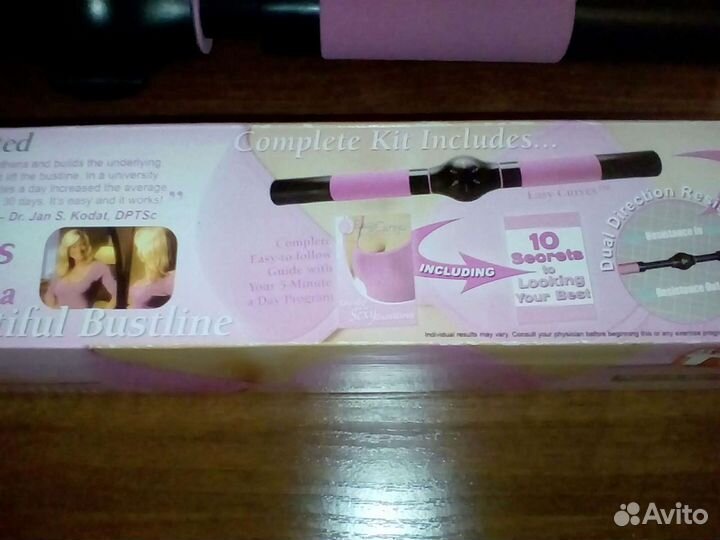 ted
Complete Kit Includes...
thens and builds the underlying
lift the bustline. In a university
es a day increased the average
30 days. It's easy and it works! ”
– Dr. Jan S. Kodat, DPTSc
Easy Curves™
Complete
Easy-to-follow
Guide with
Your 5-Minute
a Day Program
INCLUDING
10
Secrets
to
Looking
Your Best
Dual Direction Resi
Resistance in
Resistance Out
s
a
tiful Bustline
Individual results may vary. Consult your physician before beginning this or any exercise prog
Avito